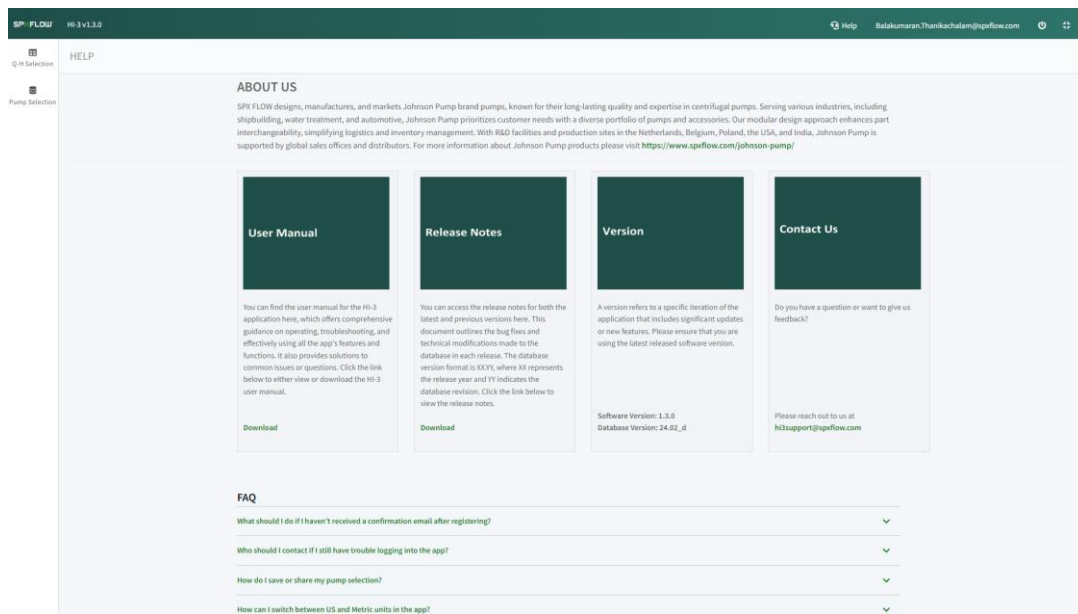 SPXFLOW HI-3 v1.3.0 Help Balakumaran.Thanikachalam@spxflow.com
Q-H Selection
Pump Selection
HELP
ABOUT US
SPX FLOW designs, manufactures, and markets Johnson Pump brand pumps, known for their long-lasting quality and expertise in centrifugal pumps. Serving various industries, including
shipbuilding, water treatment, and automotive, Johnson Pump prioritizes customer needs with a diverse portfolio of pumps and accessories. Our modular design approach enhances part
interchangeability, simplifying logistics and inventory management. With R&D facilities and production sites in the Netherlands, Belgium, Poland, the USA, and India, Johnson Pump is
supported by global sales offices and distributors. For more information about Johnson Pump products please visit https://www.spxflow.com/johnson-pump/
User Manual
You can find the user manual for the HI-3
application here, which offers comprehensive
guidance on operating, troubleshooting, and
effectively using all the app's features and
functions. It also provides solutions to
common issues or questions. Click the link
below to either view or download the HI-3
user manual.
Download
Release Notes
You can access the release notes for both the
latest and previous versions here. This
document outlines the bug fixes and
technical modifications made to the
database in each release. The database
version format is XX.YY, where XX represents
the release year and YY indicates the
database revision. Click the link below to
view the release notes.
Download
Version
A version refers to a specific iteration of the
application that includes significant updates
or new features. Please ensure that you are
using the latest released software version.
Software Version: 1.3.0
Database Version: 24.02_d
Contact Us
Do you have a question or want to give us
feedback?
Please reach out to us at
hi3support@spxflow.com
FAQ
What should I do if I haven't received a confirmation email after registering?
Who should I contact if I still have trouble logging into the app?
How do I save or share my pump selection?
How can I switch between US and Metric units in the app?